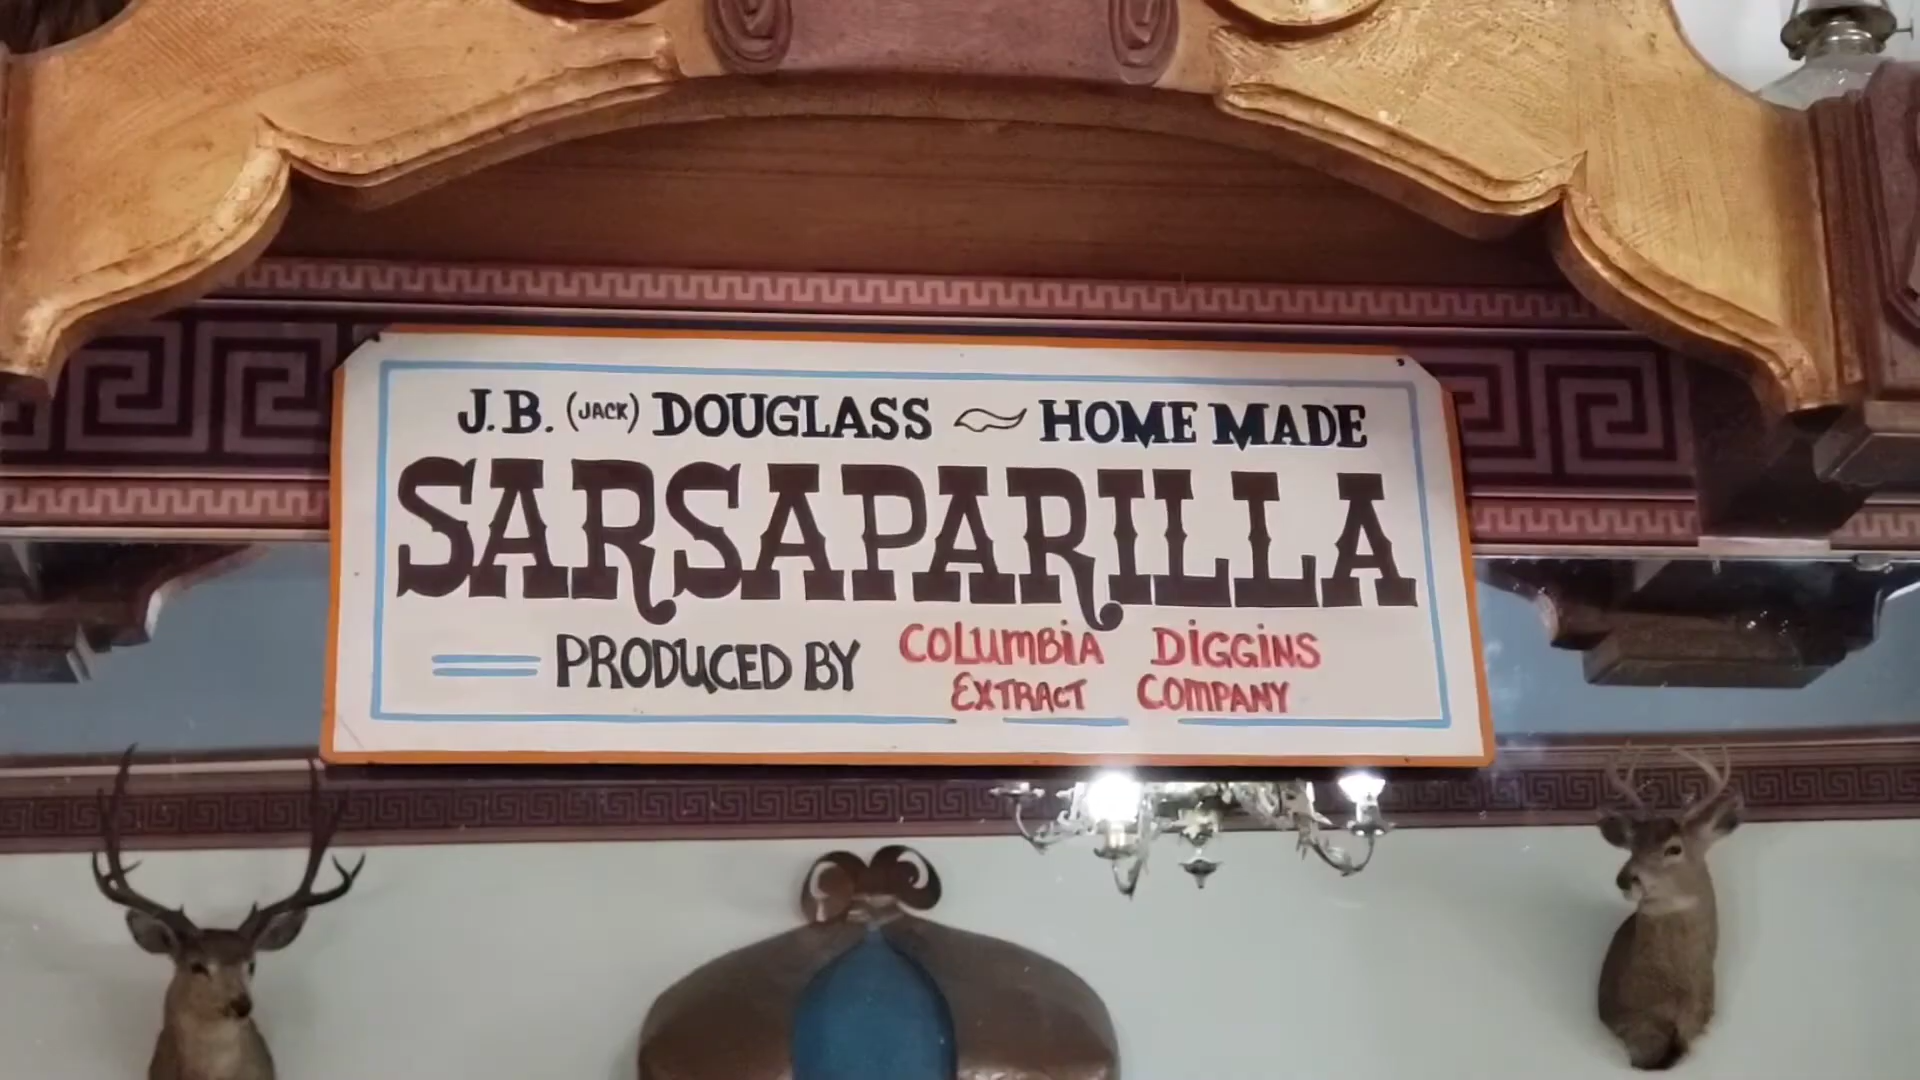 J.B. (JACK) DOUGLASS ~ HOME MADE
SARSAPARILLA
PRODUCED BY COLUMBIA DIGGINS
EXTRACT COMPANY